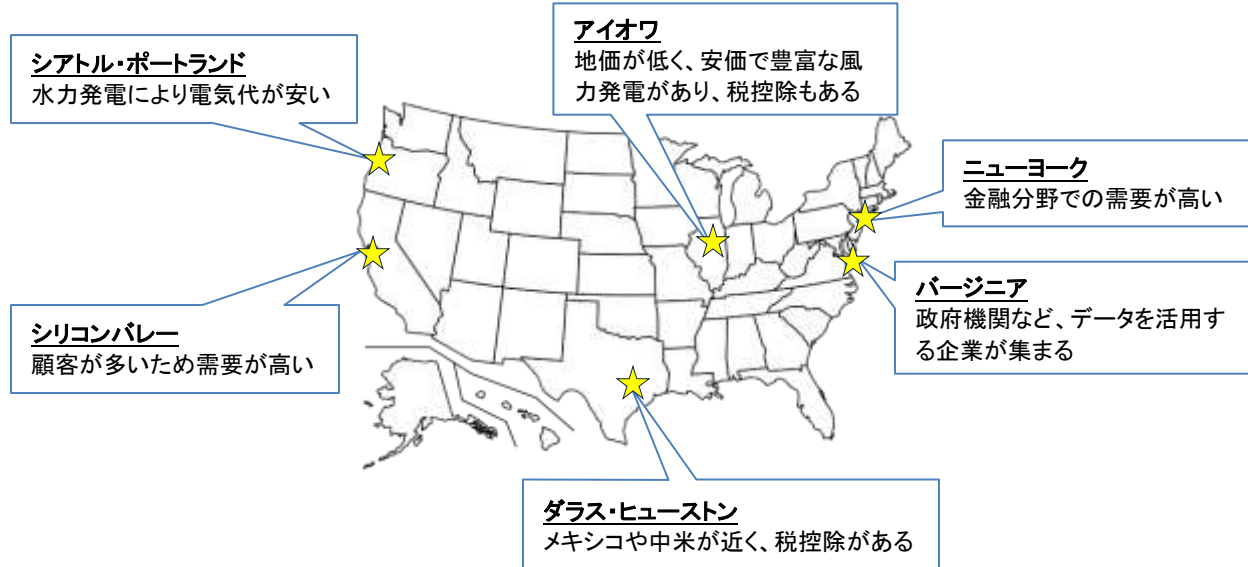 アイオワ
地価が低く、安価で豊富な風
力発電があり、税控除もある
シアトル・ポートランド
水力発電により電気代が安い
ニューヨーク
金融分野での需要が高い
バージニア
政府機関など、データを活用す
る企業が集まる
シリコンバレー
顧客が多いため需要が高い
ダラス・ヒューストン
メキシコや中米が近く、税控除がある